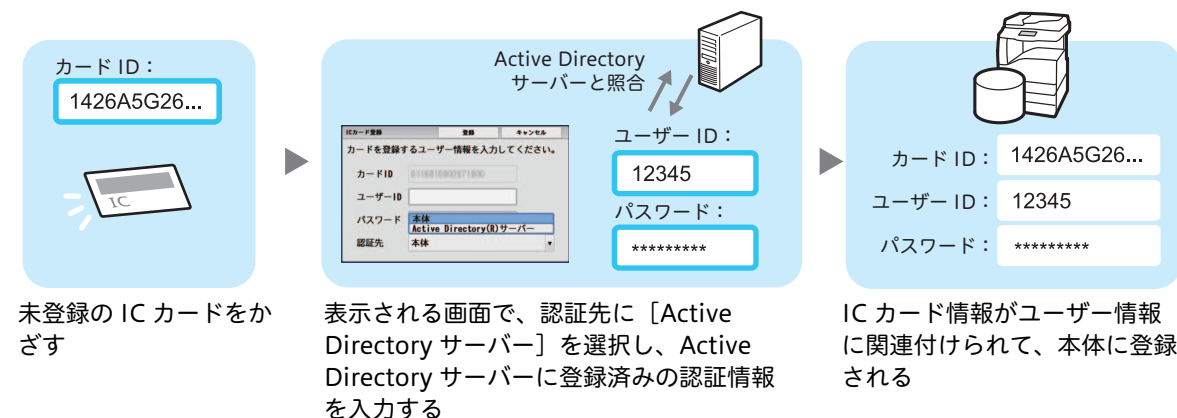 カード ID：
1426A5G26...
IC
未登録の IC カードをか
ざす
Active Directory
サーバーと照合
ICカード登録 登録 キャンセル
カードを登録するユーザー情報を入力してください。
カードID
ユーザーID
パスワード 本体
Active Directory(R)サーバー
認証先 本体
ユーザー ID：
12345
パスワード：
*********
表示される画面で、認証先に［Active
Directory サーバー］を選択し、Active
Directory サーバーに登録済みの認証情報
を入力する
カード ID： 1426A5G26...
ユーザー ID： 12345
パスワード： *********
IC カード情報がユーザー情報
に関連付けられて、本体に登録
される